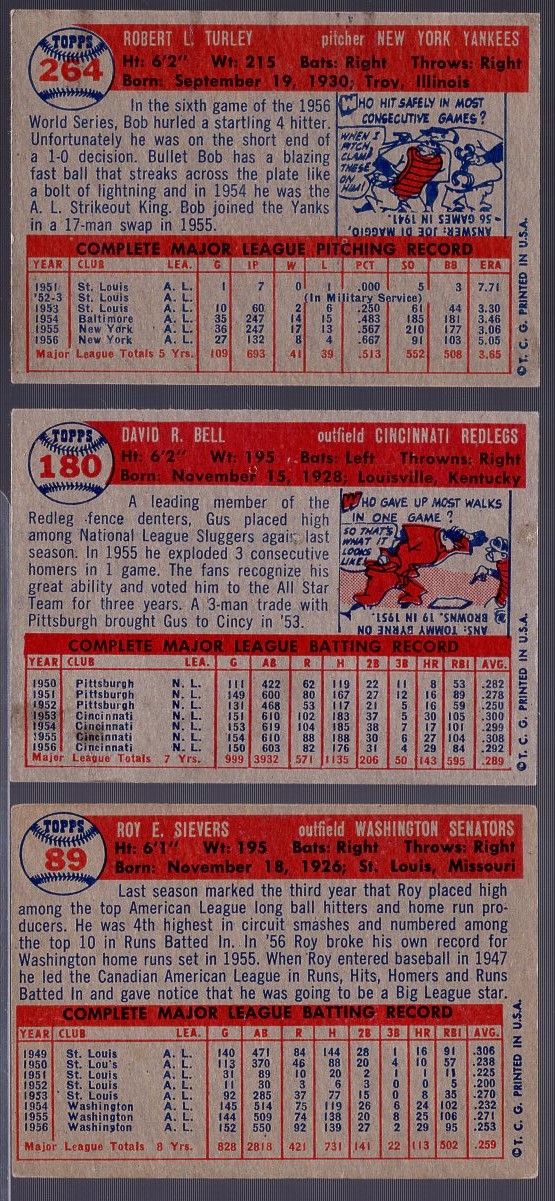 TOPPS
264
ROBERT L. TURLEY pitcher NEW YORK YANKEES
Ht: 6'2" Wt: 215 Bats: Right Throws: Right
Born: September 19, 1930; Troy, Illinois
In the sixth game of the 1956
World Series, Bob hurled a startling 4 hitter.
Unfortunately he was on the short end of
a 1-0 decision. Bullet Bob has a blazing
fast ball that streaks across the plate like
a bolt of lightning and in 1954 he was the
A. L. Strikeout King. Bob joined the Yanks
in a 17-man swap in 1955.
WHO HIT SAFELY IN MOST
CONSECUTIVE GAMES?
WHEN I
PITCH,
CLAMP
THESE
ON
HIM!
ANSWER: JOE DI MAGGIO,
-56 GAMES IN 1941.
COMPLETE MAJOR LEAGUE PITCHING RECORD
YEAR CLUB LEA. G IP W L PCT SO BB ERA
1951 St. Louis A. L. 1 7 0 1 .000 5 3 7.71
'52-3 St. Louis A. L. (In Military Service)
1953 St. Louis A. L. 10 60 2 6 .250 61 44 3.30
1954 Baltimore A. L. 35 247 14 15 .483 185 181 3.46
1955 New York A. L. 36 247 17 13 .567 210 177 3.06
1956 New York A. L. 27 132 8 4 .667 91 103 5.05
Major League Totals 5 Yrs. 109 693 41 39 .513 552 508 3.65
©T. C. G. PRINTED IN U.S.A.
TOPPS
180
DAVID R. BELL outfield CINCINNATI REDLEGS
Ht: 6'2" Wt: 195 Bats: Left Throwns: Right
Born: November 15, 1928; Louisville, Kentucky
A leading member of the
Redleg fence denters, Gus placed high
among National League Sluggers again last
season. In 1955 he exploded 3 consecutive
homers in 1 game. The fans recognize his
great ability and voted him to the All Star
Team for three years. A 3-man trade with
Pittsburgh brought Gus to Cincy in '53.
WHO GAVE UP MOST WALKS
IN ONE GAME?
SO THAT'S
WHAT IT
LOOKS
LIKE!
ANS: TOMMY BYRNE ON
BROWNS. 19, IN 1951.
COMPLETE MAJOR LEAGUE BATTING RECORD
YEAR CLUB LEA. G AB R H 2B 3B HR RBI AVG.
1950 Pittsburgh N. L. 111 422 62 119 22 11 8 53 .282
1951 Pittsburgh N. L. 149 600 80 167 27 12 16 89 .278
1952 Pittsburgh N. L. 131 468 53 117 21 5 16 59 .250
1953 Cincinnati N. L. 151 610 102 183 37 5 30 105 .300
1954 Cincinnati N. L. 153 619 104 185 38 7 17 101 .299
1955 Cincinnati N. L. 154 610 88 188 30 6 27 104 .308
1956 Cincinnati N. L. 150 603 82 176 31 4 29 84 .292
Major League Totals 7 Yrs. 999 3932 571 1135 206 50 143 595 .289
©T. C. G. PRINTED IN U.S.A.
TOPPS
89
ROY E. SIEVERS outfield WASHINGTON SENATORS
Ht: 6'1" Wt: 195 Bats: Right Throws: Right
Born: November 18, 1926; St. Louis, Missouri
Last season marked the third year that Roy placed high
among the top American League long ball hitters and home run pro-
ducers. He was 4th highest in circuit smashes and numbered among
the top 10 in Runs Batted In. In '56 Roy broke his own record for
Washington home runs set in 1955. When Roy entered baseball in 1947
he led the Canadian American League in Runs, Hits, Homers and Runs
Batted In and gave notice that he was going to be a Big League star.
COMPLETE MAJOR LEAGUE BATTING RECORD
YEAR CLUB LEA. G AB R H 2B 3B HR RBI AVG.
1949 St. Louis A. L. 140 471 84 144 28 1 16 91 .306
1950 St. Lou's A. L. 113 370 46 88 20 4 10 57 .238
1951 St. Louis A. L. 31 89 10 20 2 1 1 11 .225
1952 St. Louis A. L. 11 30 3 6 3 0 0 5 .200
1953 St. Louis A. L. 92 285 37 77 15 0 8 35 .270
1954 Washington A. L. 145 514 75 119 26 6 24 102 .232
1955 Washington A. L. 144 509 74 138 20 8 25 106 .271
1956 Washington A. L. 152 550 92 139 27 2 29 95 .253
Major League Totals 8 Yrs. 828 2818 421 731 141 22 113 502 .259
©T. C. G. PRINTED IN U.S.A.